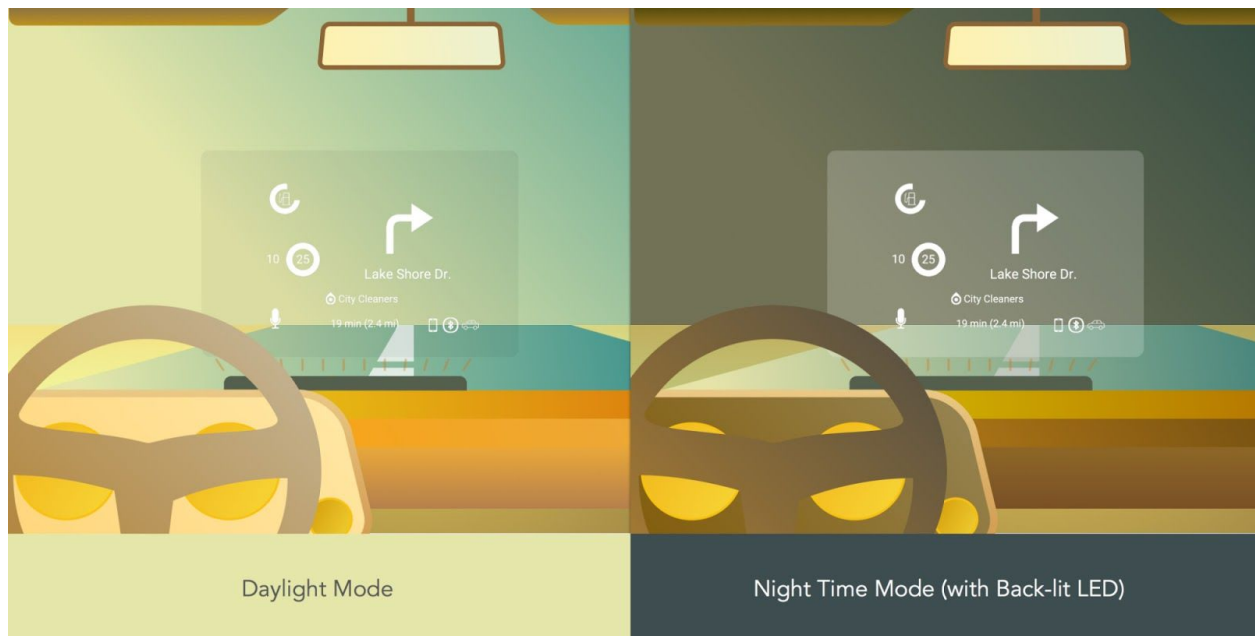 10 25
Lake Shore Dr.
City Cleaners
19 min (2.4 mi)
Daylight Mode
10 25
Lake Shore Dr.
City Cleaners
19 min (2.4 mi)
Night Time Mode (with Back-lit LED)